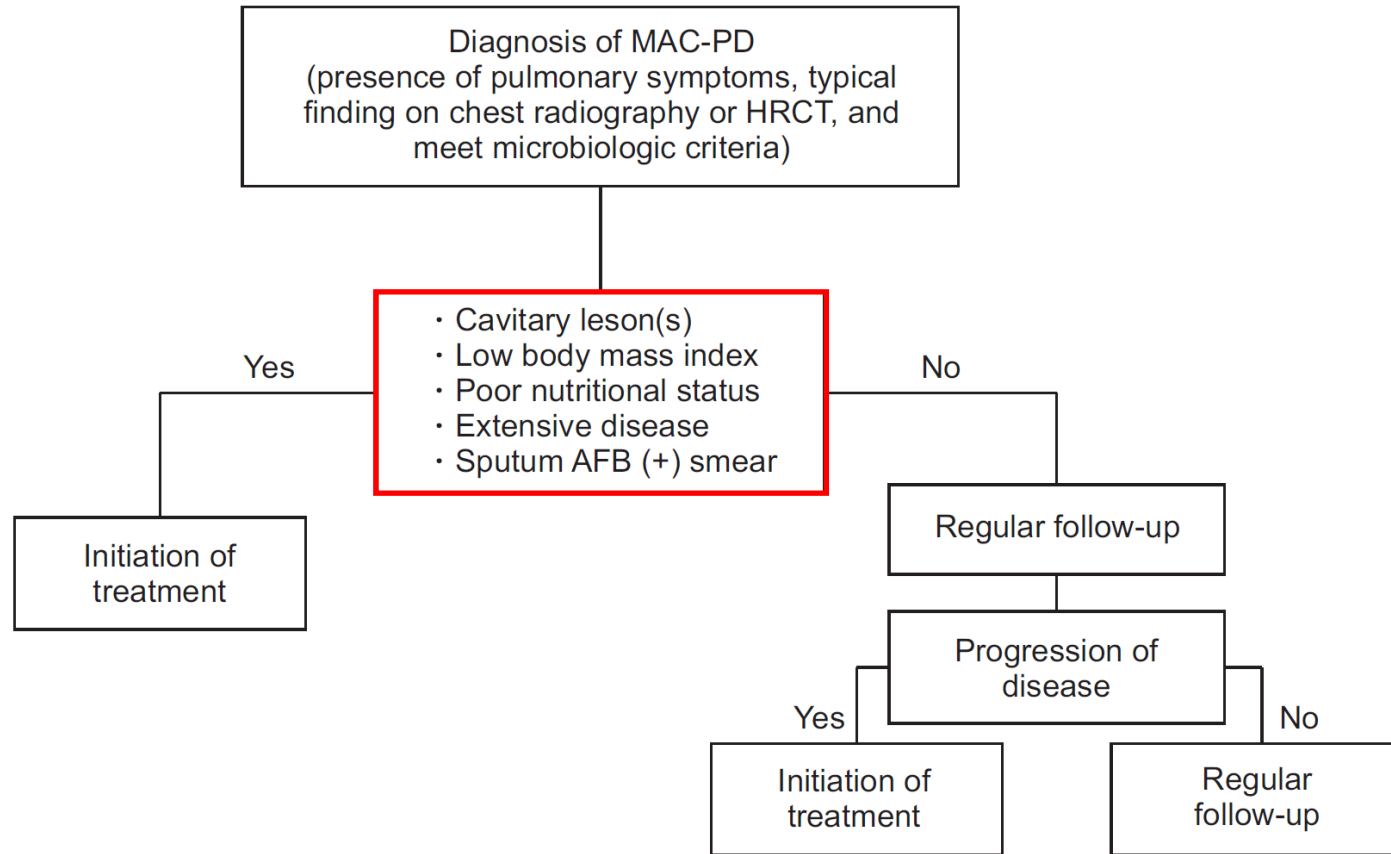 Diagnosis of MAC-PD
(presence of pulmonary symptoms, typical
finding on chest radiography or HRCT, and
meet microbiologic criteria)
· Cavitary leson(s)
· Low body mass index
· Poor nutritional status
· Extensive disease
· Sputum AFB (+) smear
Yes
No
Initiation of
treatment
Regular follow-up
Progression of
disease
Yes
No
Initiation of
treatment
Regular
follow-up